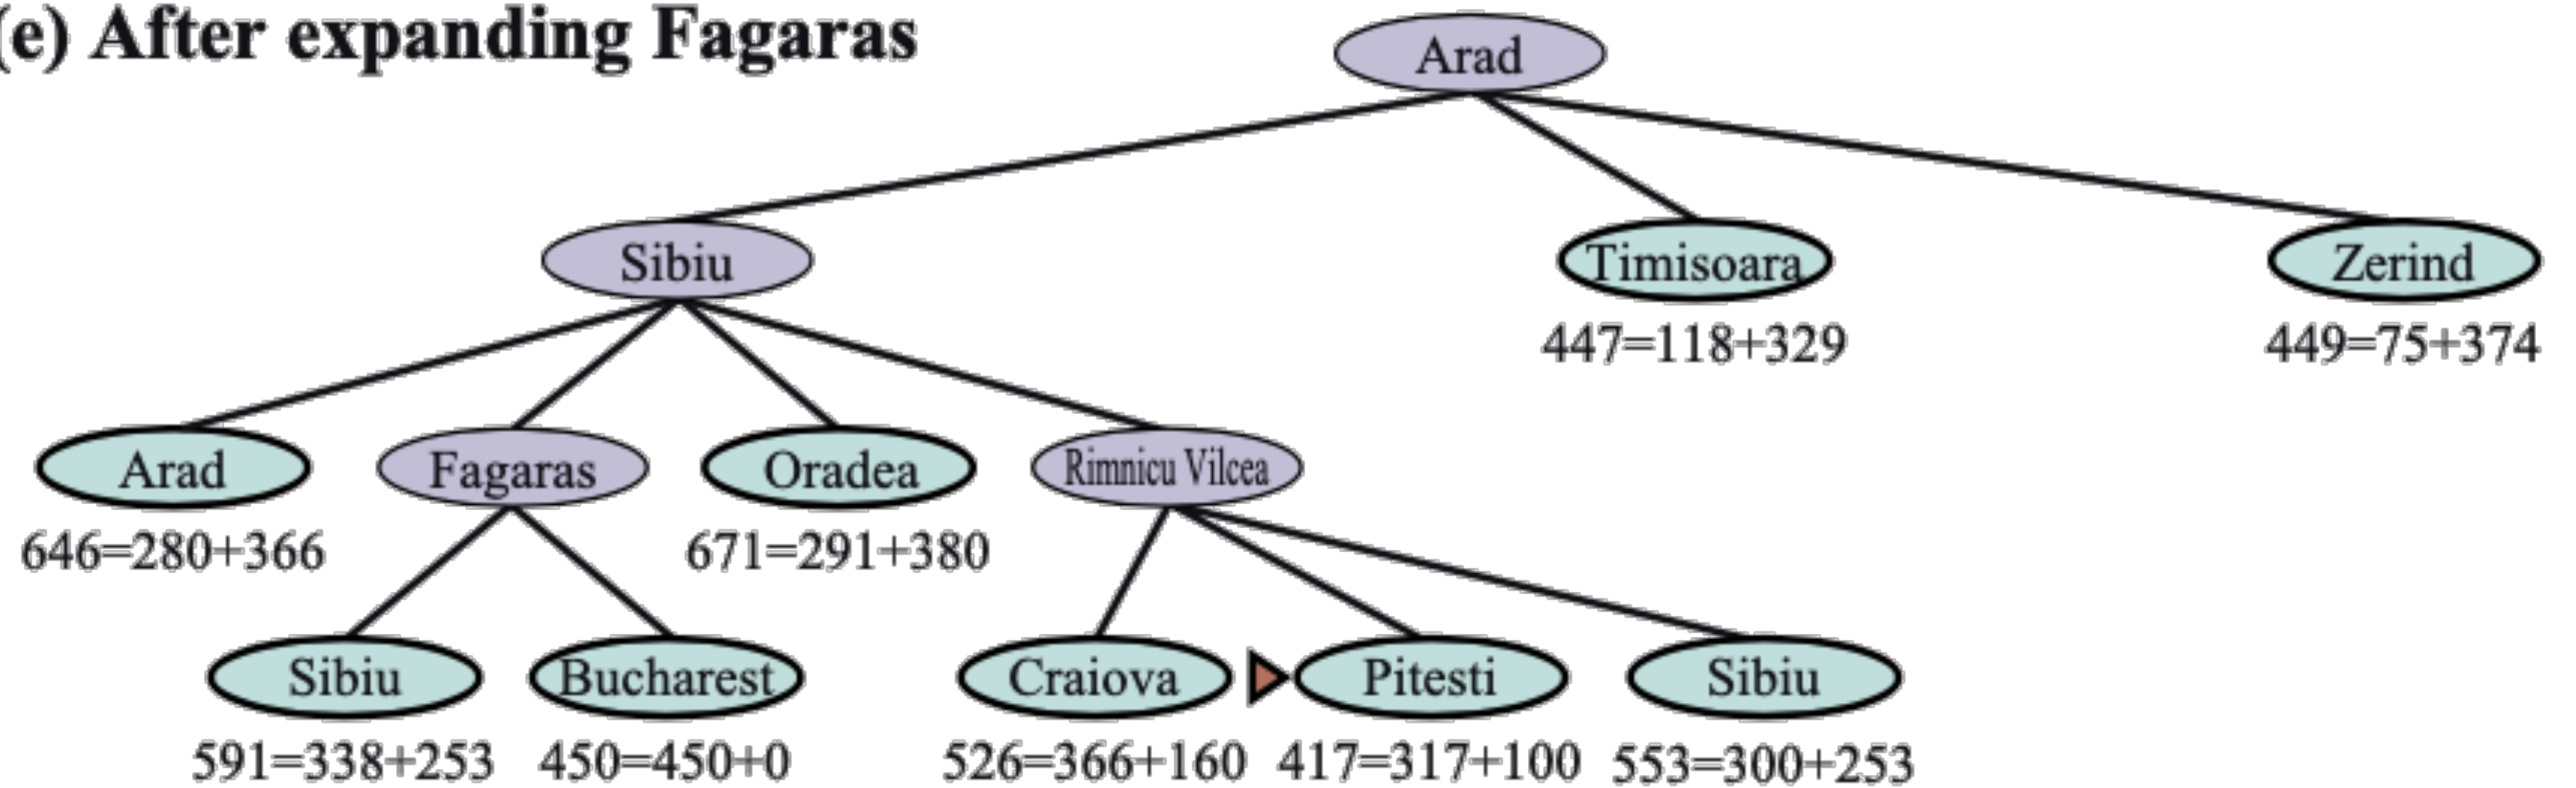 (e) After expanding Fagaras
Arad
Sibiu
Timisoara
Zerind
447=118+329
449=75+374
Arad
Fagaras
Oradea
Rimnicu Vilcea
646=280+366
671=291+380
Sibiu
Bucharest
Craiova
Pitesti
Sibiu
591=338+253
450=450+0
526=366+160
417=317+100
553=300+253